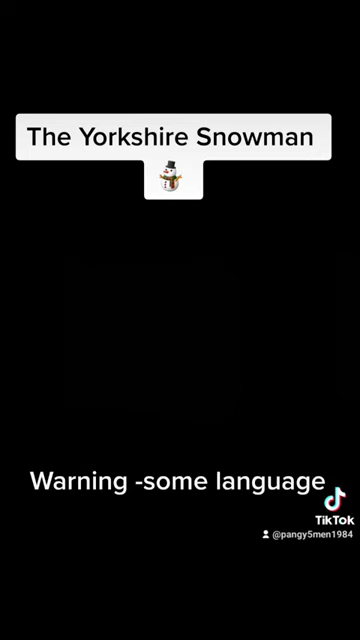 The Yorkshire Snowman
⛄
Warning -some language
TikTok
@pangy5men1984